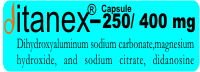 ditanex®-Capsule 250/ 400 mg
Dihydroxyaluminum sodium carbonate,magnesium
hydroxide, and sodium citrate, didanosine